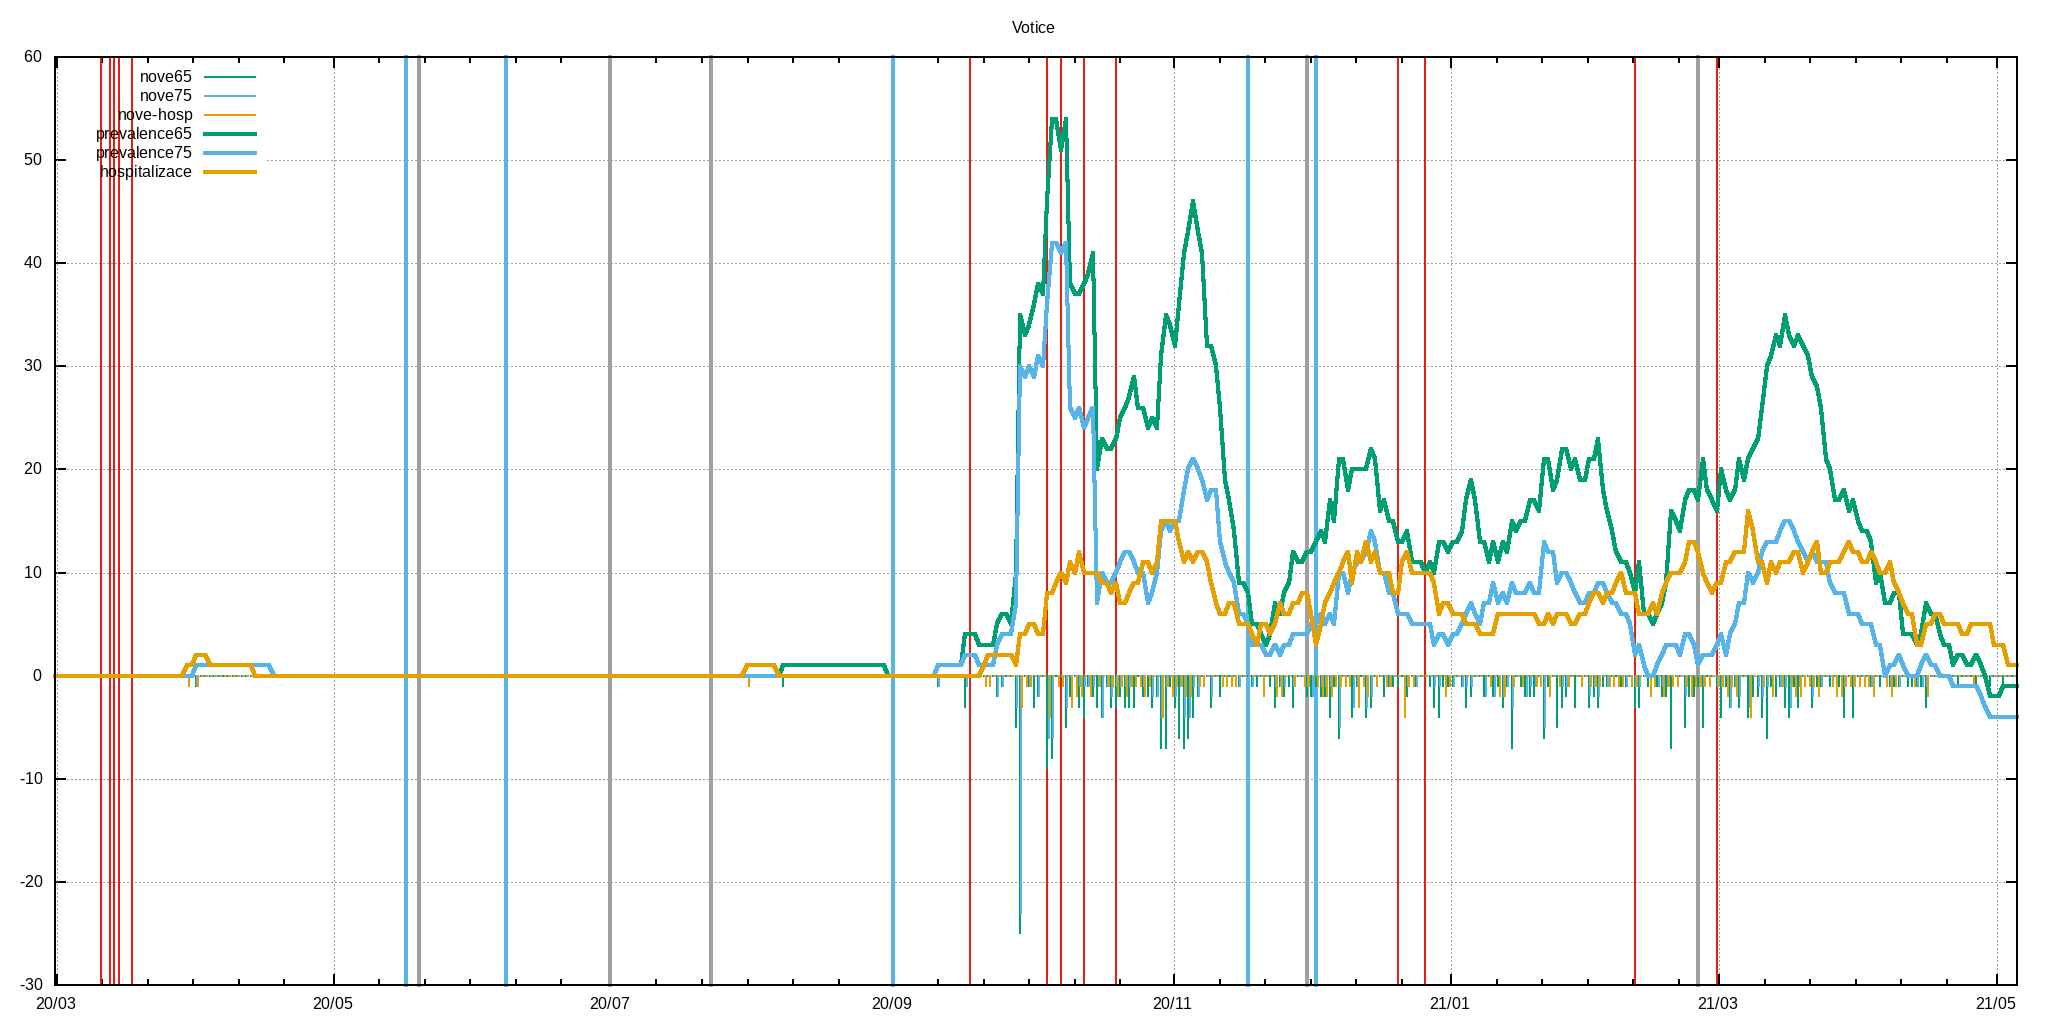 Votice
60
50
40
30
20
10
0
-10
-20
-30
nove65
nove75
nove-hosp
prevalence65
prevalence75
hospitalizace
20/03 20/05 20/07 20/09 20/11 21/01 21/03 21/05